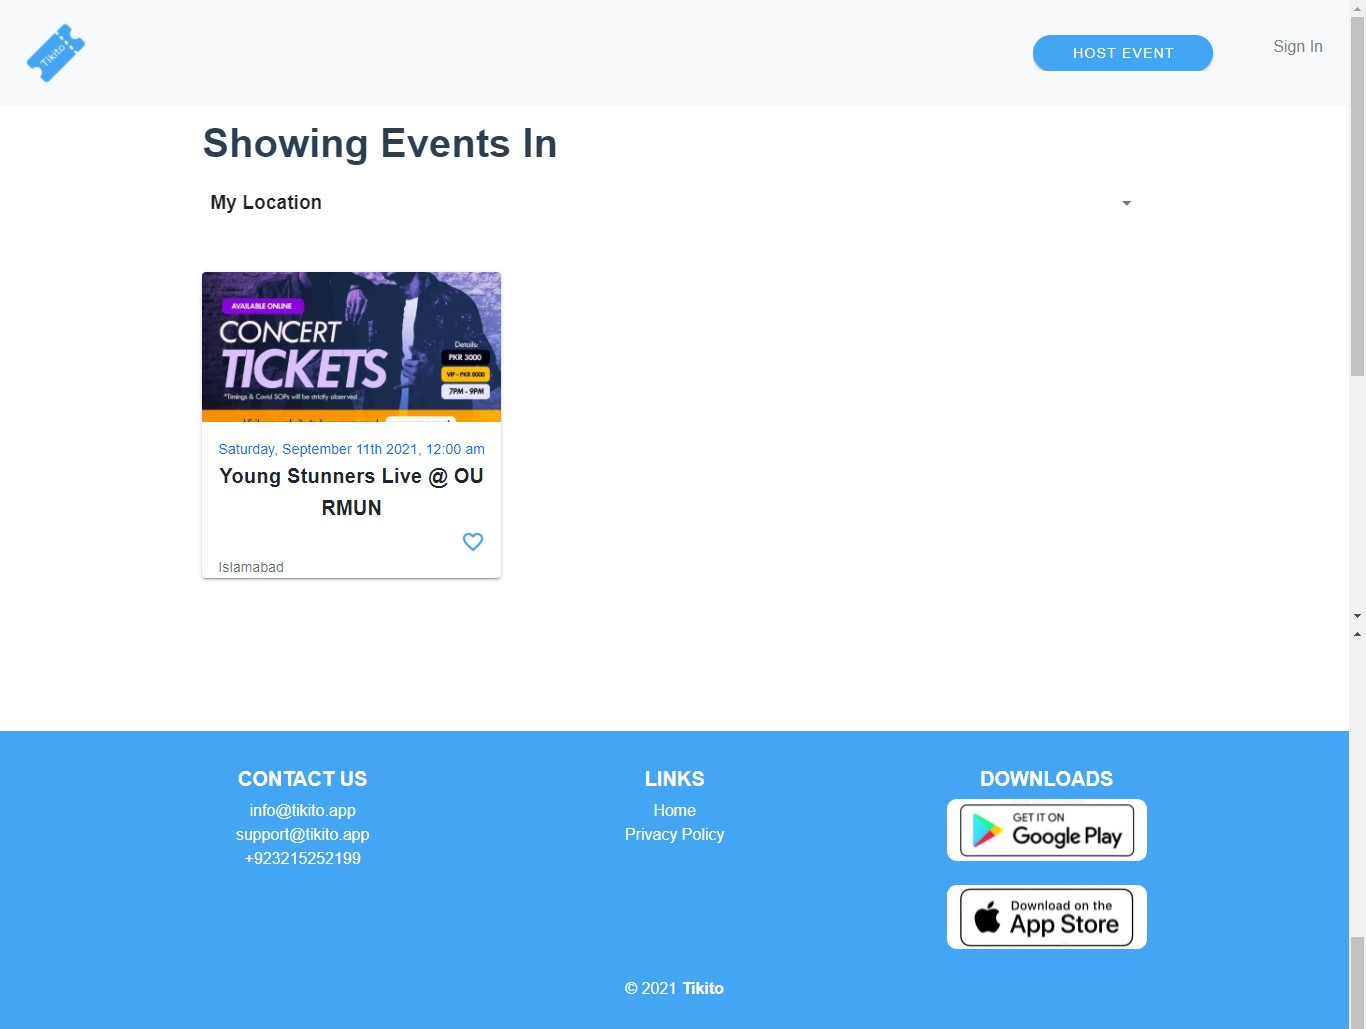 Tikito
HOST EVENT
Sign In
Showing Events In
My Location
AVAILABLE ONLINE
CONCERT
TICKETS
*Timings & Covid SOPs will be strictly observed
Details:
PKR 3000
VIP - PKR 8000
7PM - 9PM
Saturday, September 11th 2021, 12:00 am
Young Stunners Live @ OU
RMUN
Islamabad
CONTACT US
info@tikito.app
support@tikito.app
+923215252199
LINKS
Home
Privacy Policy
DOWNLOADS
GET IT ON
Google Play
Download on the
App Store
© 2021 Tikito